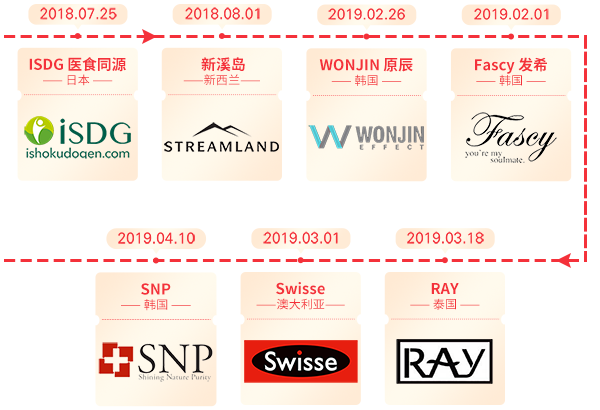 2018.07.25
2018.08.01
2019.02.26
2019.02.01
ISDG 医食同源
日本
iSDG
ishokudogen.com
新溪岛
新西兰
STREAMLAND
WONJIN 原辰
韩国
WONJIN
EFFECT
Fascy 发希
韩国
Fascy
you're my
soulmate.
2019.04.10
2019.03.01
2019.03.18
SNP
韩国
SNP
Shining Nature Purity
Swisse
澳大利亚
Swisse
RAY
泰国
RAY